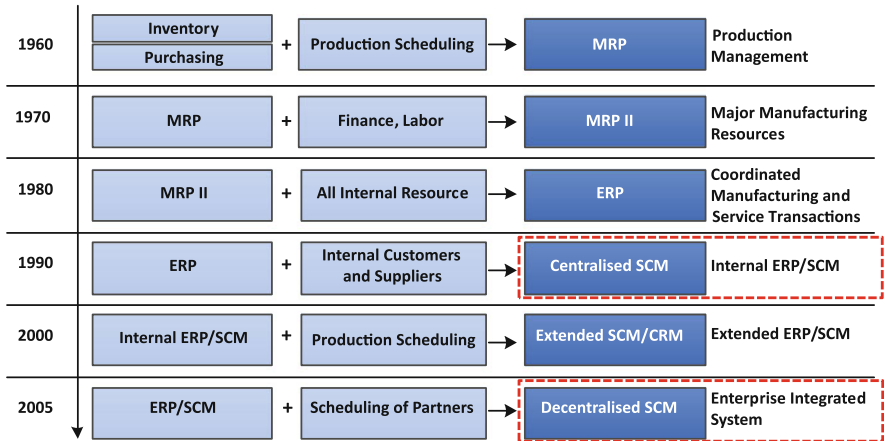 1960
Inventory
Purchasing
+
Production Scheduling
MRP
Production
Management
1970
MRP
+
Finance, Labor
MRP II
Major Manufacturing
Resources
1980
MRP II
+
All Internal Resource
ERP
Coordinated
Manufacturing and
Service Transactions
1990
ERP
+
Internal Customers
and Suppliers
Centralised SCM
Internal ERP/SCM
2000
Internal ERP/SCM
+
Production Scheduling
Extended SCM/CRM
Extended ERP/SCM
2005
ERP/SCM
+
Scheduling of Partners
Decentralised SCM
Enterprise Integrated
System